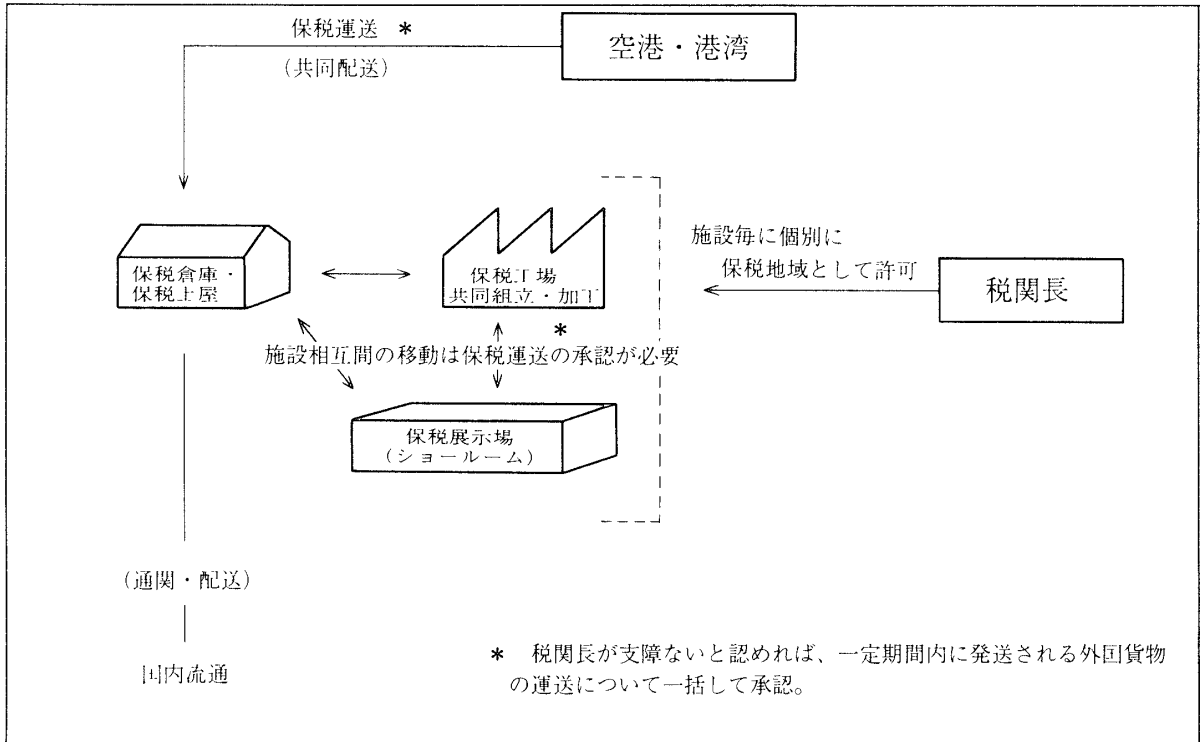 保税運送 *
(共同配送)
空港・港湾
保税倉庫・
保税上屋
保税工場
共同組立・加工
施設毎に個別に
保税地域として許可
税関長
*
施設相互間の移動は保税運送の承認が必要
保税展示場
(ショールーム)
(通関・配送)
国内流通
* 税関長が支障ないと認めれば、一定期間内に発送される外国貨物
の運送について一括して承認。